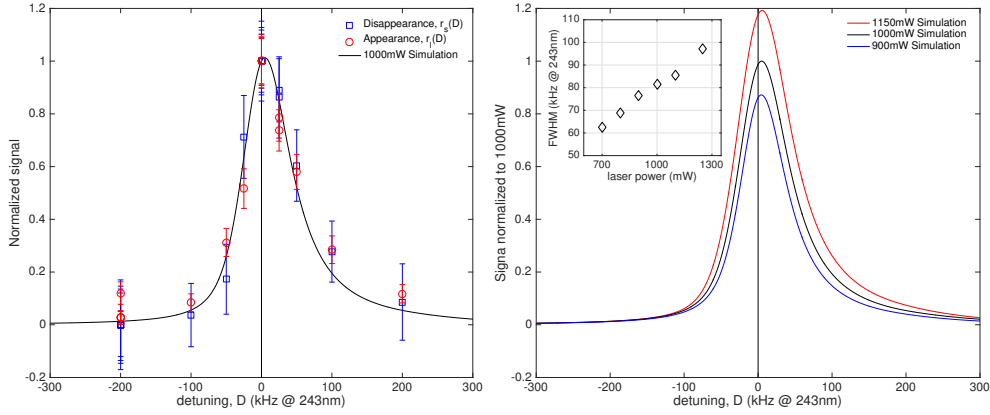 Disappearance, r_s(D)
Appearance, r_l(D)
1000mW Simulation
Normalized signal
1.2
1
0.8
0.6
0.4
0.2
0
-0.2
-300 -200 -100 0 100 200 300
detuning, D (kHz @ 243nm)
1150mW Simulation
1000mW Simulation
900mW Simulation
FWHM (kHz @ 243nm)
110
100
90
80
70
60
50
700 1000 1300
laser power (mW)
Signa normalized to 1000mW
1.2
1
0.8
0.6
0.4
0.2
0
-0.2
-300 -200 -100 0 100 200 300
detuning, D (kHz @ 243nm)